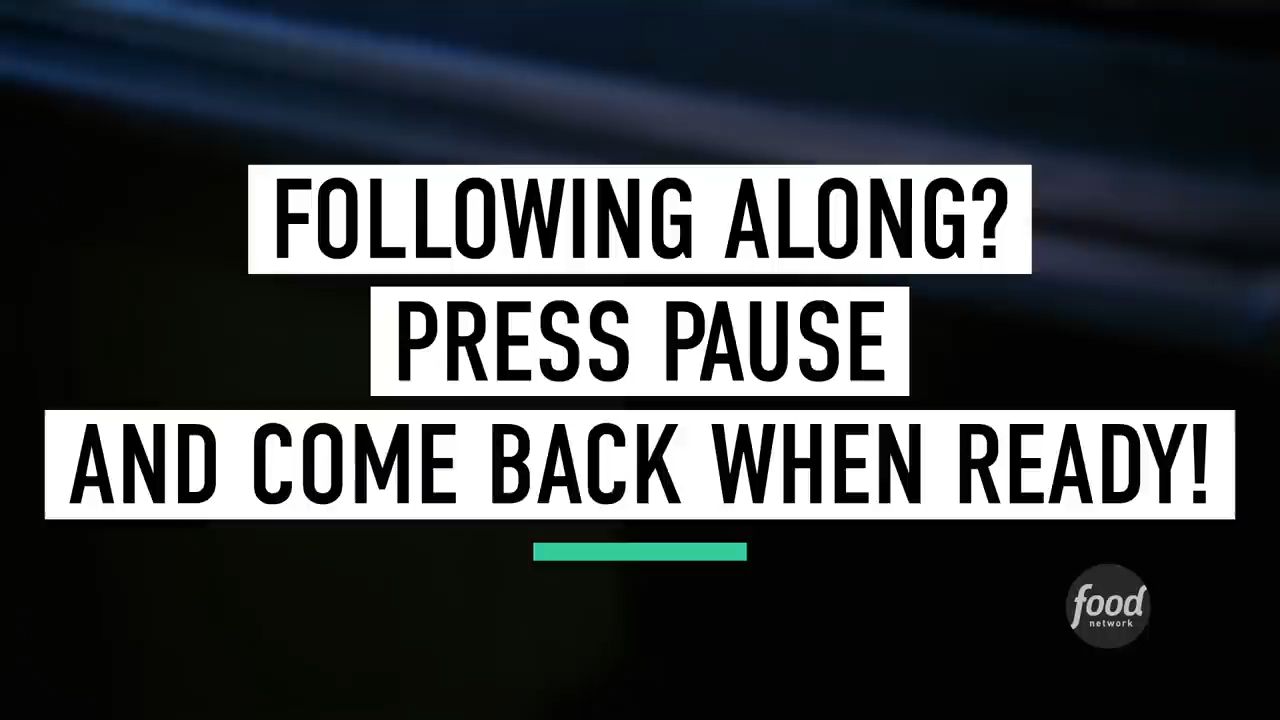 FOLLOWING ALONG?
PRESS PAUSE
AND COME BACK WHEN READY!
food
network